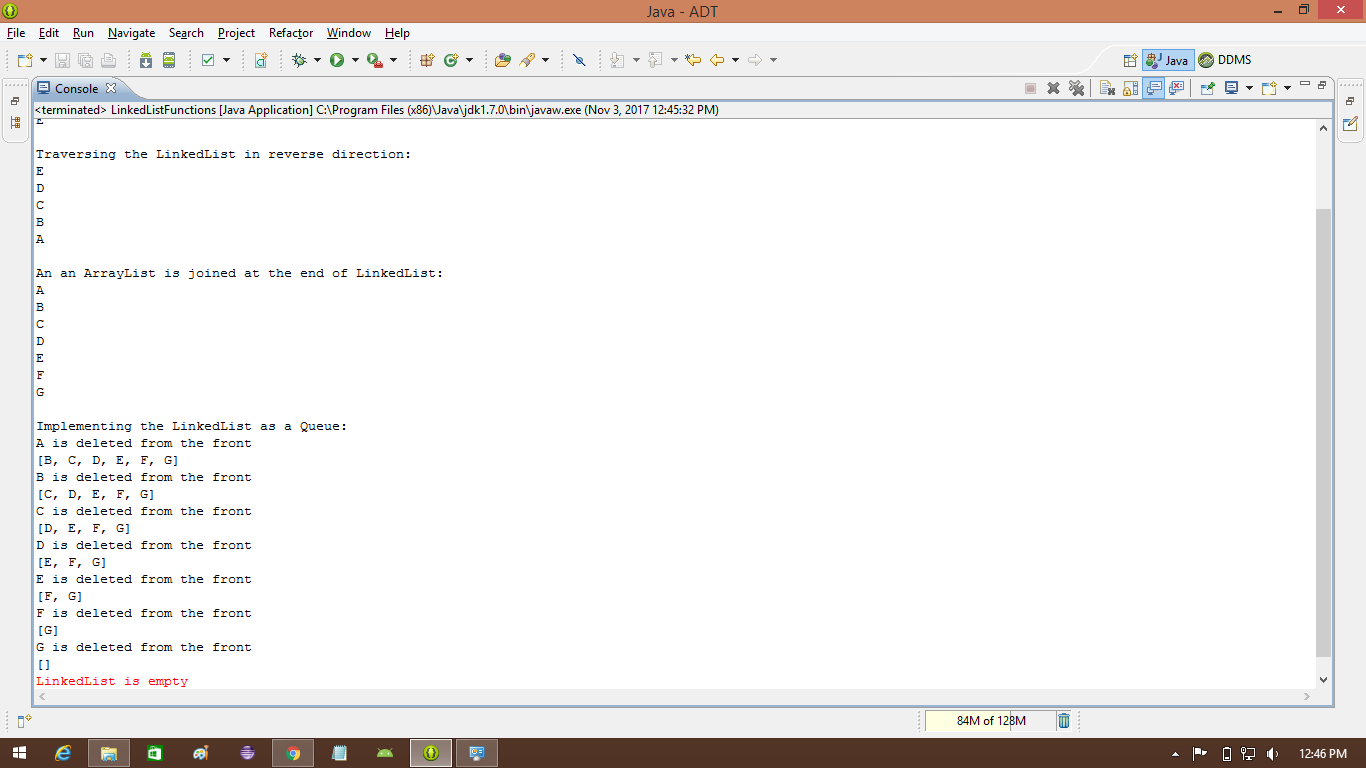 Java - ADT
File Edit Run Navigate Search Project Refactor Window Help
Java DDMS
Console
<terminated> LinkedListFunctions [Java Application] C:\Program Files (x86)\Java\jdk1.7.0\bin\javaw.exe (Nov 3, 2017 12:45:32 PM)
E
Traversing the LinkedList in reverse direction:
E
D
C
B
A
An an ArrayList is joined at the end of LinkedList:
A
B
C
D
E
F
G
Implementing the LinkedList as a Queue:
A is deleted from the front
[B, C, D, E, F, G]
B is deleted from the front
[C, D, E, F, G]
C is deleted from the front
[D, E, F, G]
D is deleted from the front
[E, F, G]
E is deleted from the front
[F, G]
F is deleted from the front
[G]
G is deleted from the front
[]
LinkedList is empty
84M of 128M
12:46 PM